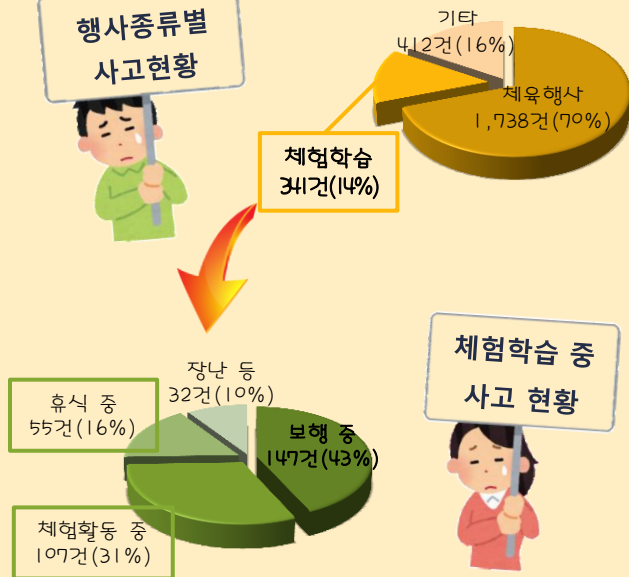 행사종류별
사고현황
기타
412건(16%)
체육행사
1,738건(70%)
체험학습
341건(14%)
체험학습 중
사고 현황
장난 등
32건(10%)
휴식 중
55건(16%)
보행 중
147건(43%)
체험활동 중
107건(31%)